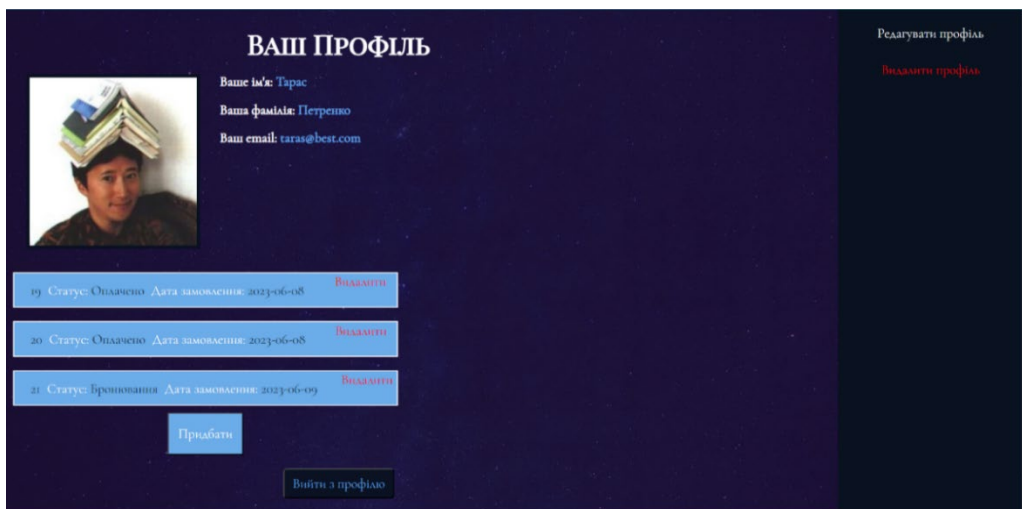 Ваш Профіль
Ваше ім'я: Тарас
Ваша фамілія: Петренко
Ваш email: taras@best.com
19 Статус: Оплачено Дата замовлення: 2023-06-08 Видалити
20 Статус: Оплачено Дата замовлення: 2023-06-08 Видалити
21 Статус: Бронювання Дата замовлення: 2023-06-09 Видалити
Придбати
Вийти з профілю
Редагувати профіль
Видалити профіль